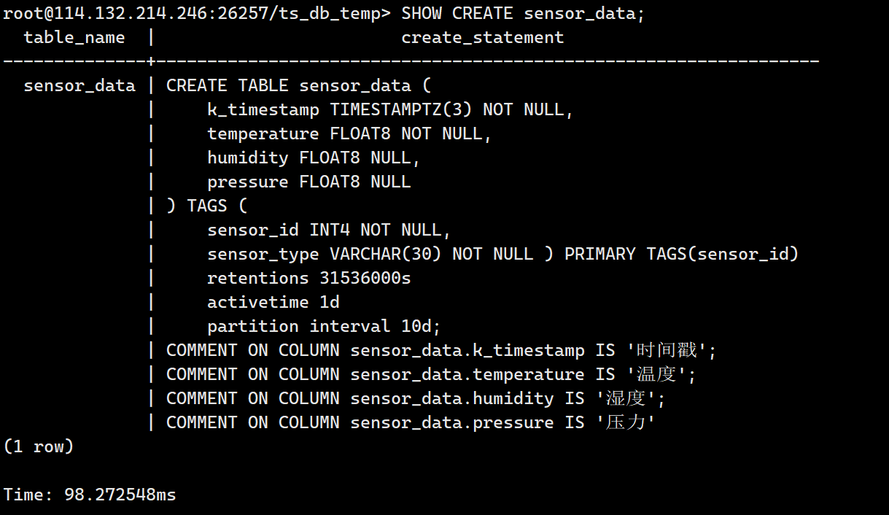 root@114.132.214.246:26257/ts_db_temp> SHOW CREATE sensor_data;
  table_name  |                        create_statement
--------------+-----------------------------------------------------------------
  sensor_data | CREATE TABLE sensor_data (
              |     k_timestamp TIMESTAMPTZ(3) NOT NULL,
              |     temperature FLOAT8 NOT NULL,
              |     humidity FLOAT8 NULL,
              |     pressure FLOAT8 NULL
              | ) TAGS (
              |     sensor_id INT4 NOT NULL,
              |     sensor_type VARCHAR(30) NOT NULL ) PRIMARY TAGS(sensor_id)
              |     retentions 31536000s
              |     activetime 1d
              |     partition interval 10d;
              | COMMENT ON COLUMN sensor_data.k_timestamp IS '时间戳';
              | COMMENT ON COLUMN sensor_data.temperature IS '温度';
              | COMMENT ON COLUMN sensor_data.humidity IS '湿度';
              | COMMENT ON COLUMN sensor_data.pressure IS '压力'
(1 row)
Time: 98.272548ms